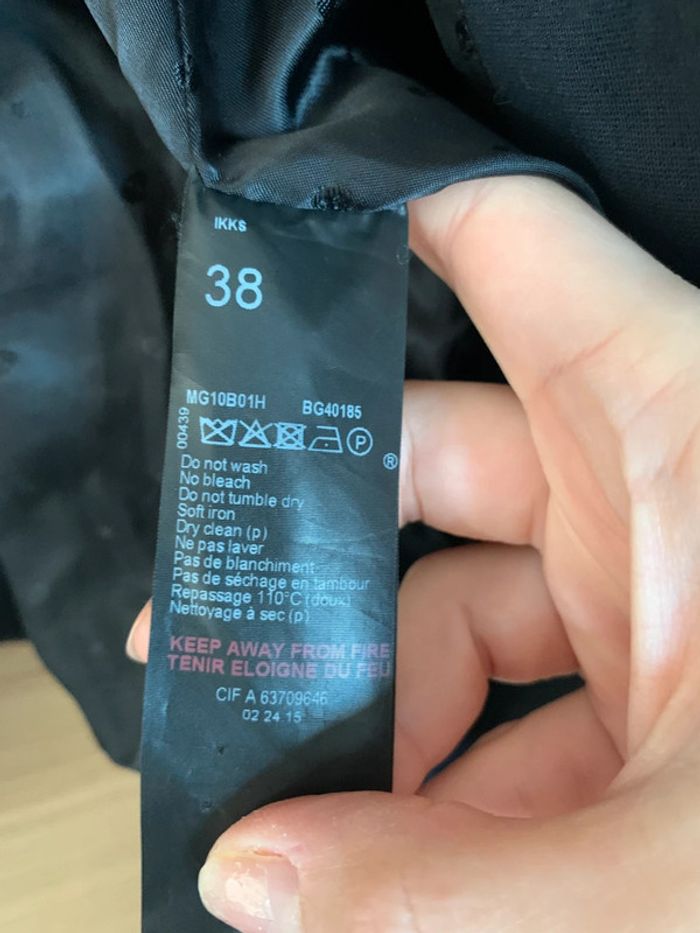 IKKS
38
MG10B01H BG40185
00439
P
®
Do not wash
No bleach
Do not tumble dry
Soft iron
Dry clean (p)
Ne pas laver
Pas de blanchiment
Pas de séchage en tambour
Repassage 110°C (doux)
Nettoyage à sec (p)
KEEP AWAY FROM FIRE
TENIR ELOIGNE DU FEU
CIF A 63709646
02 24 15